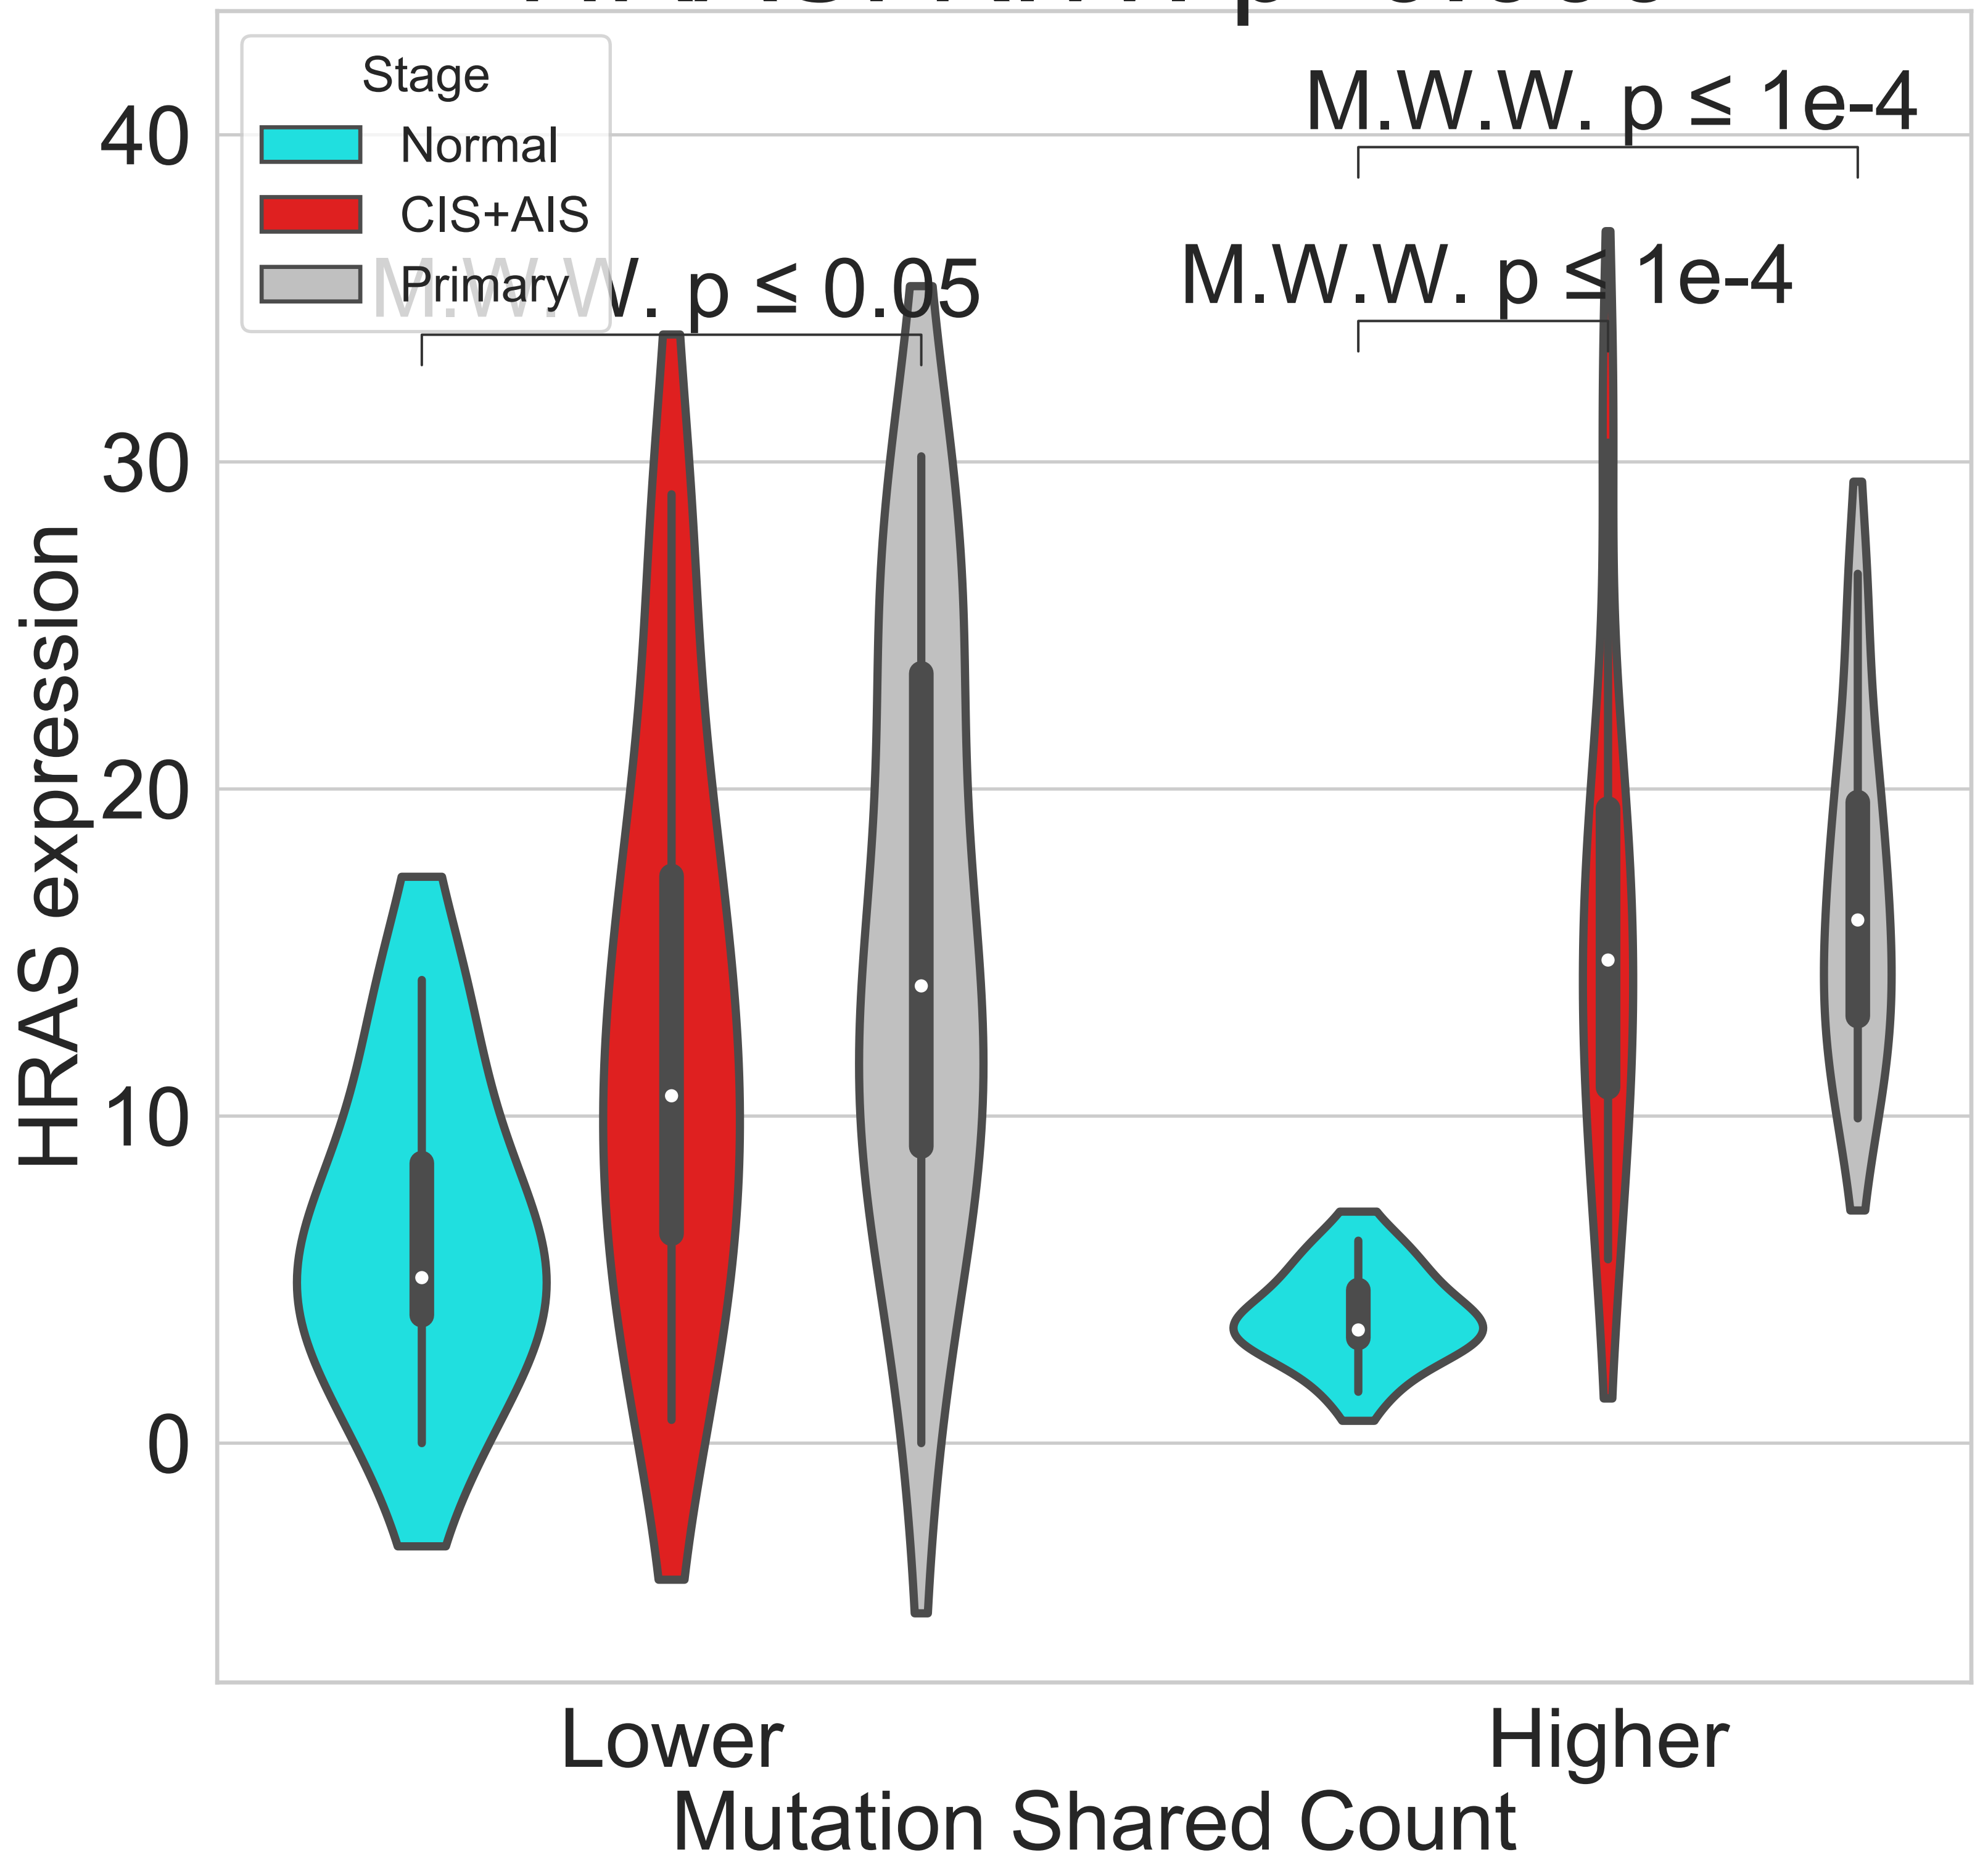 Stage
Normal
CIS+AIS
Primary
M.W.W. p ≤ 1e-4
M.W.W. p ≤ 0.05
M.W.W. p ≤ 1e-4
40
30
20
10
0
HRAS expression
Lower
Higher
Mutation Shared Count